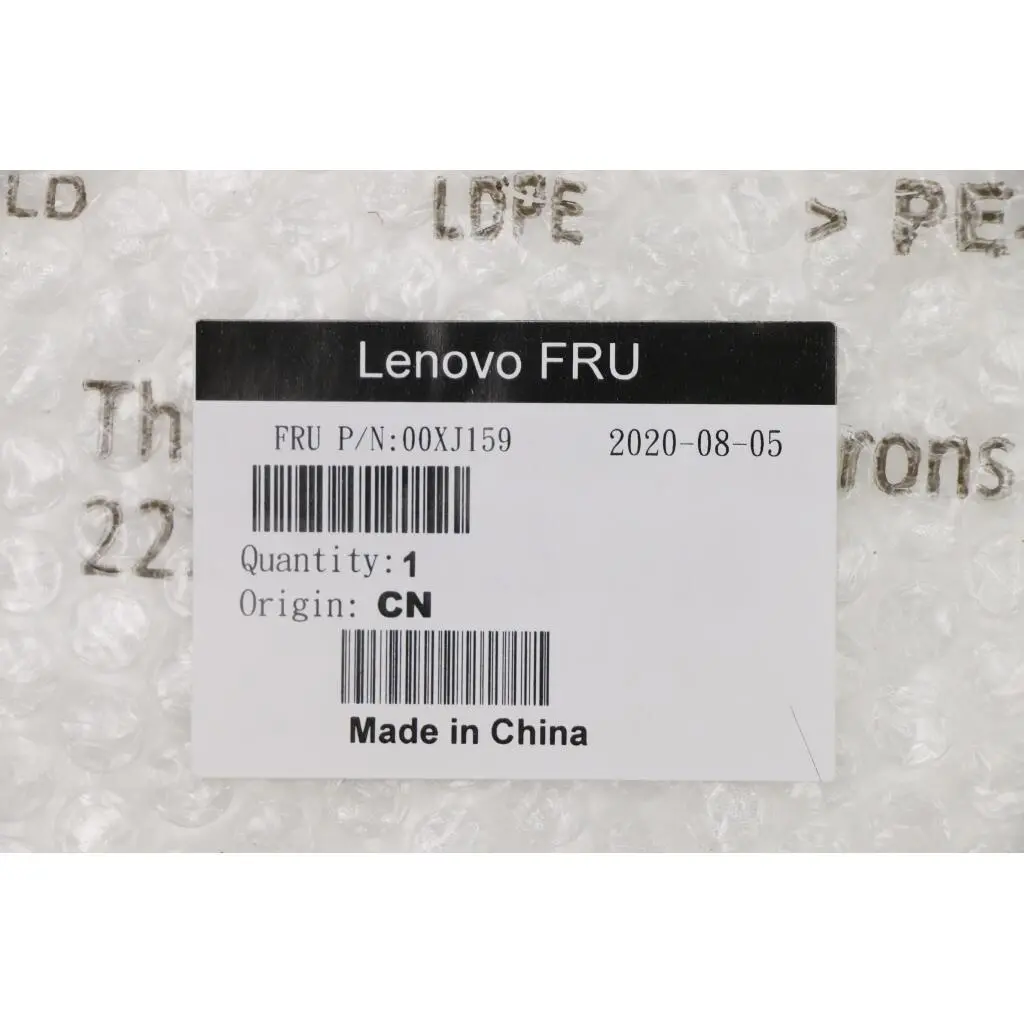 LD LDPE > PE-
Lenovo FRU
FRU P/N:00XJ159 2020-08-05
Th rons
22
Quantity: 1
Origin: CN
Made in China